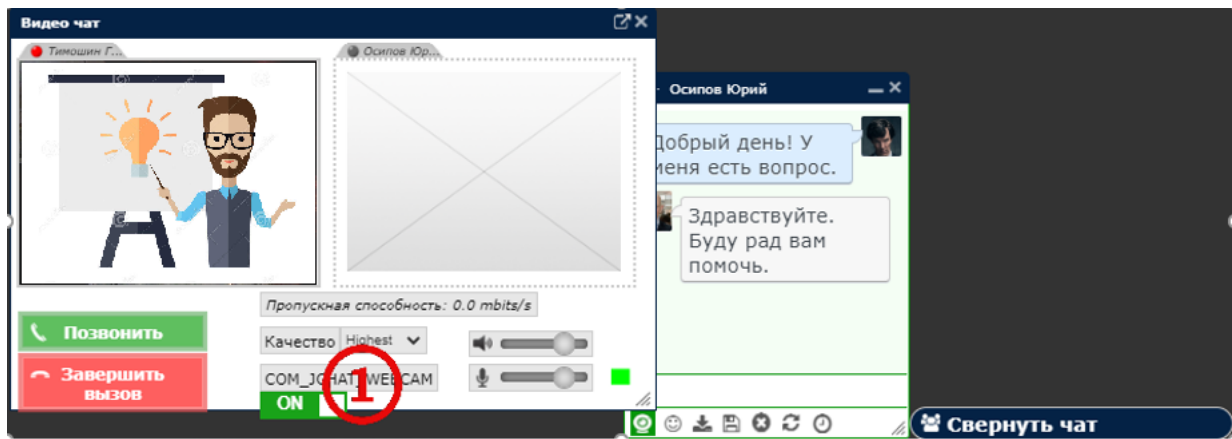 Видео чат
Тимошин Г...
Осипов Юр...
Осипов Юрий
Добрый день! У
меня есть вопрос.
Здравствуйте.
Буду рад вам
помочь.
Пропускная способность: 0.0 mbits/s
Позвонить
Качество Highest
Завершить
вызов
COM_JCHAT_WEBCAM
1
ON
Свернуть чат